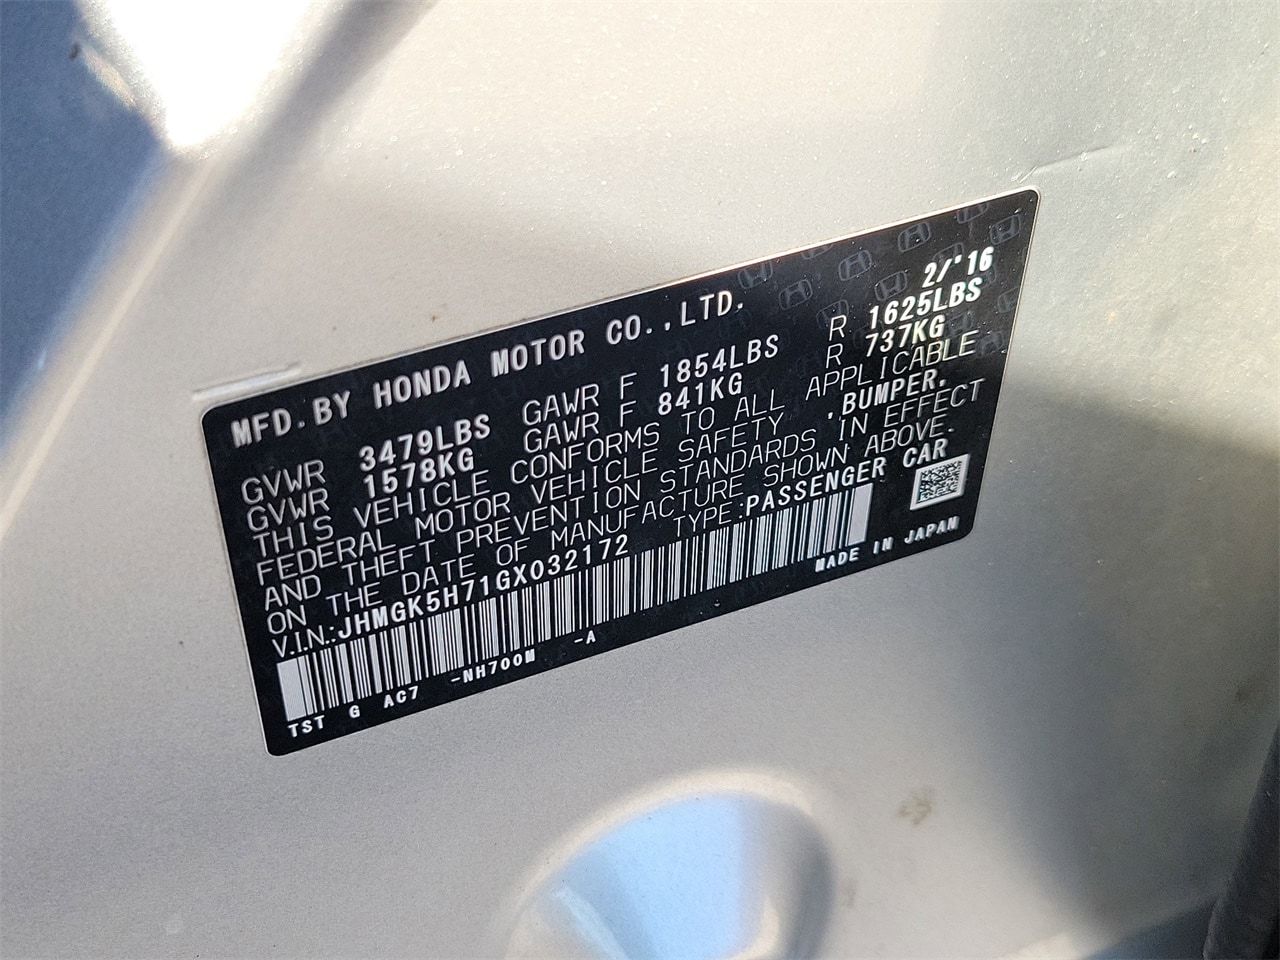 MFD. BY HONDA MOTOR CO., LTD. 2/'16
GVWR 3479LBS GAWR F 1854LBS R 1625LBS
GVWR 1578KG GAWR F 841KG R 737KG
THIS VEHICLE CONFORMS TO ALL APPLICABLE
FEDERAL MOTOR VEHICLE SAFETY ,BUMPER,
AND THEFT PREVENTION STANDARDS IN EFFECT
ON THE DATE OF MANUFACTURE SHOWN ABOVE.
V.I.N.:JHMGK5H71GX032172 TYPE:PASSENGER CAR
TST G AC7 -NH700M -A MADE IN JAPAN